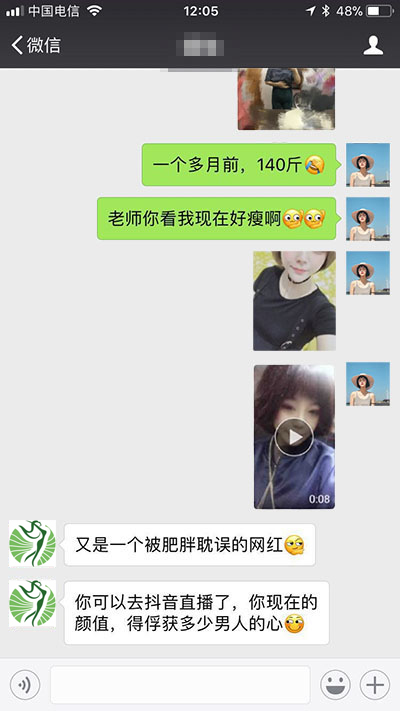 中国电信
12:05
48%
微信
一个多月前，140斤
老师你看我现在好瘦啊
0:08
又是一个被肥胖耽误的网红
你可以去抖音直播了，你现在的
颜值，得俘获多少男人的心